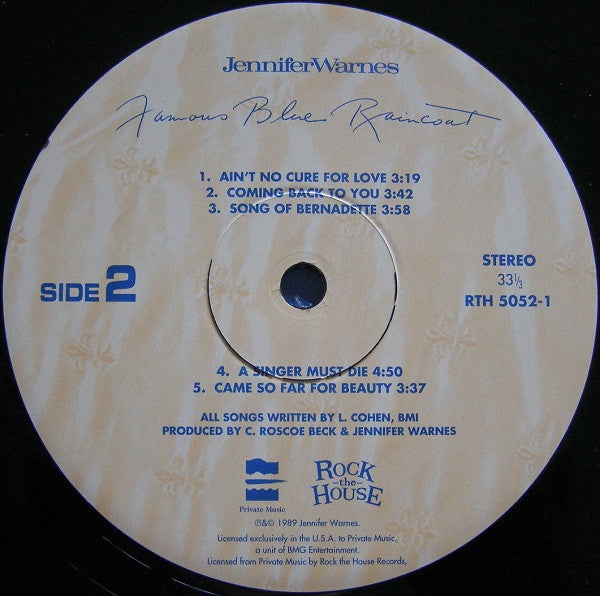 Jennifer Warnes
Famous Blue Raincoat
1. AIN'T NO CURE FOR LOVE 3:19
2. COMING BACK TO YOU 3:42
3. SONG OF BERNADETTE 3:58
SIDE 2
STEREO
33⅓
RTH 5052-1
4. A SINGER MUST DIE 4:50
5. CAME SO FAR FOR BEAUTY 3:37
ALL SONGS WRITTEN BY L. COHEN, BMI
PRODUCED BY C. ROSCOE BECK & JENNIFER WARNES
Private Music
ROCK
-the-
HOUSE
℗&© 1989 Jennifer Warnes.
Licensed exclusively in the U.S.A. to Private Music,
a unit of BMG Entertainment.
Licensed from Private Music by Rock the House Records,